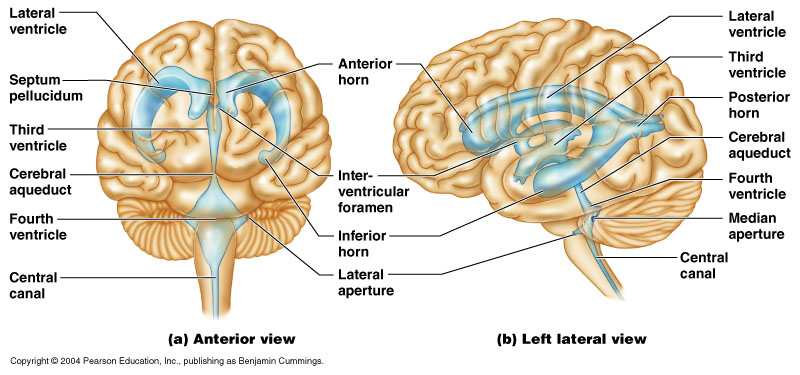 Lateral
ventricle
Septum
pellucidum
Third
ventricle
Cerebral
aqueduct
Fourth
ventricle
Central
canal
Anterior
horn
Inter-
ventricular
foramen
Inferior
horn
Lateral
aperture
Lateral
ventricle
Third
ventricle
Posterior
horn
Cerebral
aqueduct
Fourth
ventricle
Median
aperture
Central
canal
(a) Anterior view
(b) Left lateral view
Copyright © 2004 Pearson Education, Inc., publishing as Benjamin Cummings.